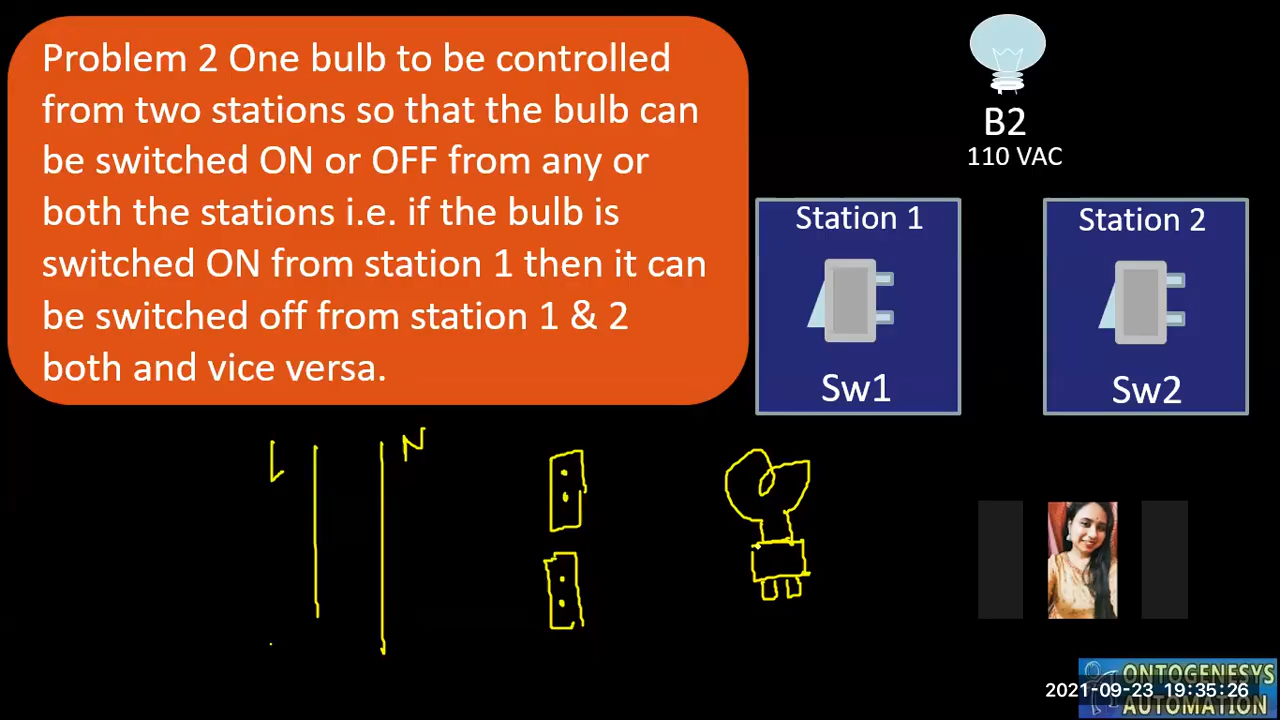 Problem 2 One bulb to be controlled
from two stations so that the bulb can
be switched ON or OFF from any or
both the stations i.e. if the bulb is
switched ON from station 1 then it can
be switched off from station 1 & 2
both and vice versa.
B2
110 VAC
Station 1
Sw1
Station 2
Sw2
L
N
ONTOGENESYS
AUTOMATION
2021-09-23 19:35:26